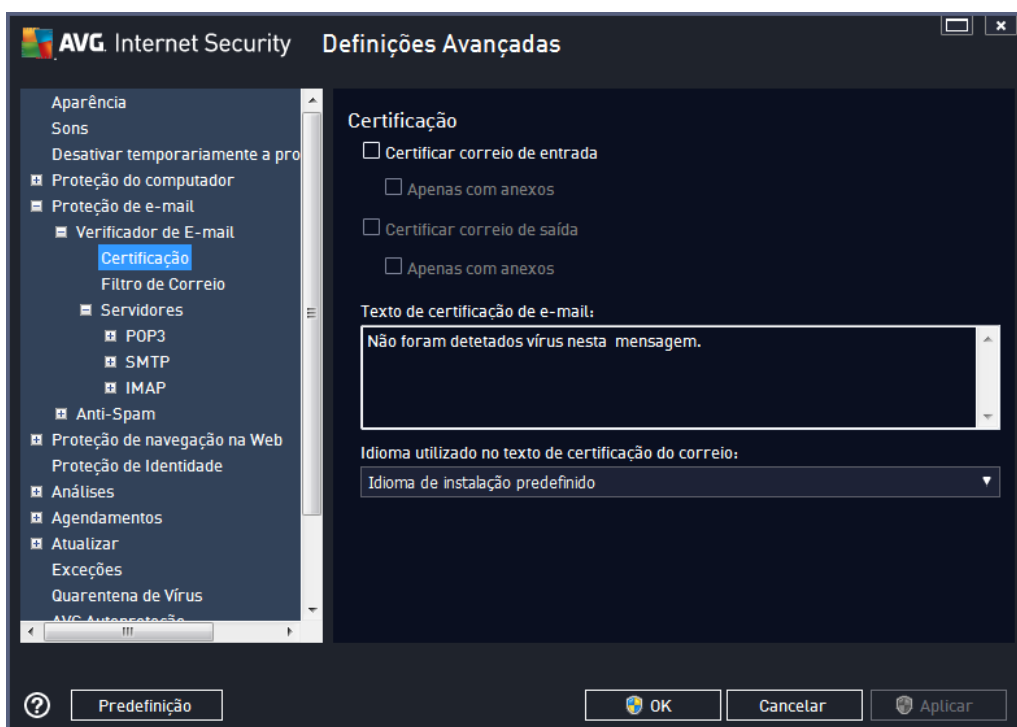 AVG. Internet Security Definições Avançadas
Aparência
Sons
Desativar temporariamente a pro
Proteção do computador
Proteção de e-mail
Verificador de E-mail
Certificação
Filtro de Correio
Servidores
POP3
SMTP
IMAP
Anti-Spam
Proteção de navegação na Web
Proteção de Identidade
Análises
Agendamentos
Atualizar
Exceções
Quarentena de Vírus
AVG Autoproteção
Certificação
Certificar correio de entrada
Apenas com anexos
Certificar correio de saída
Apenas com anexos
Texto de certificação de e-mail:
Não foram detetados vírus nesta  mensagem.
Idioma utilizado no texto de certificação do correio:
Idioma de instalação predefinido
Predefinição
OK
Cancelar
Aplicar